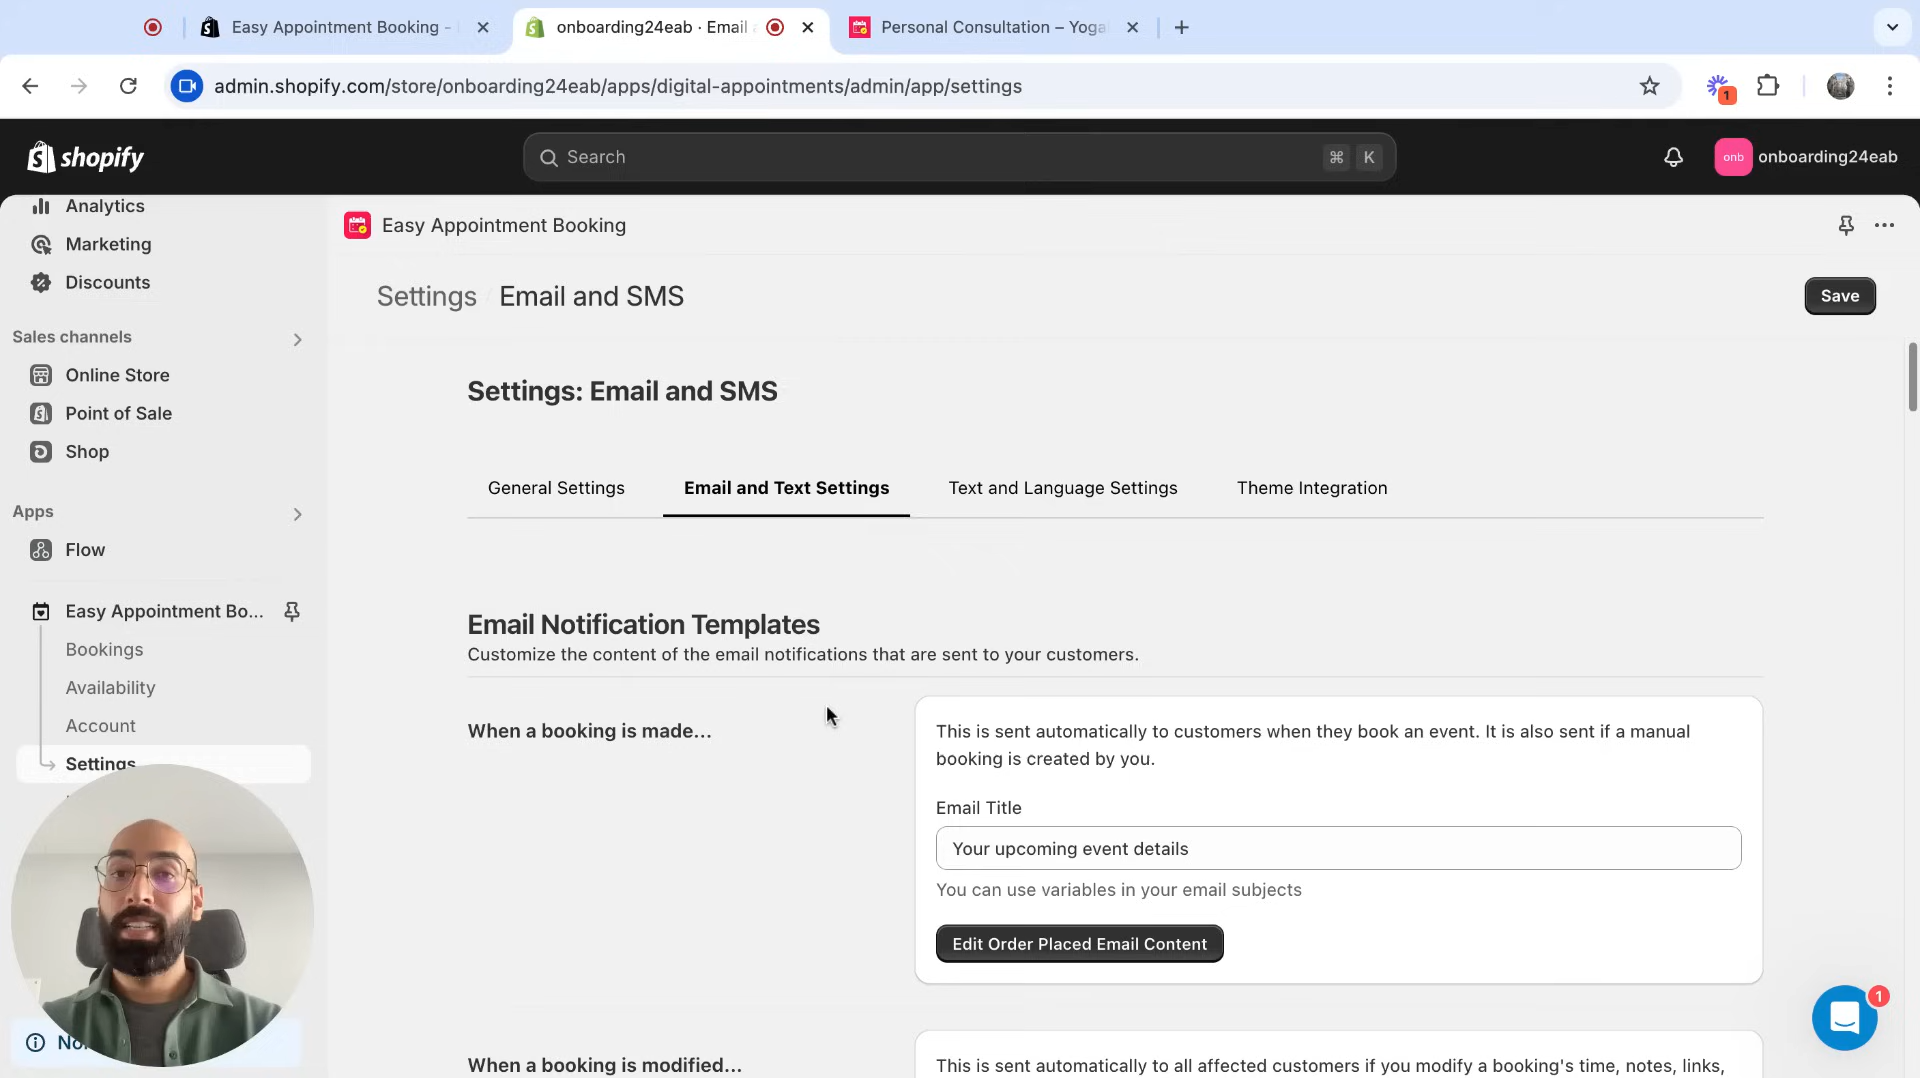 Easy Appointment Booking -
onboarding24eab · Email
Personal Consultation – Yoga
admin.shopify.com/store/onboarding24eab/apps/digital-appointments/admin/app/settings
1
shopify
Search
⌘ K
onb
onboarding24eab
Analytics
Marketing
Discounts
Sales channels
Online Store
Point of Sale
Shop
Apps
Flow
Easy Appointment Bo...
Bookings
Availability
Account
Settings
Easy Appointment Booking
Settings / Email and SMS
Save
Settings: Email and SMS
General Settings
Email and Text Settings
Text and Language Settings
Theme Integration
Email Notification Templates
Customize the content of the email notifications that are sent to your customers.
When a booking is made...
This is sent automatically to customers when they book an event. It is also sent if a manual
booking is created by you.
Email Title
Your upcoming event details
You can use variables in your email subjects
Edit Order Placed Email Content
When a booking is modified...
This is sent automatically to all affected customers if you modify a booking's time, notes, links,
1